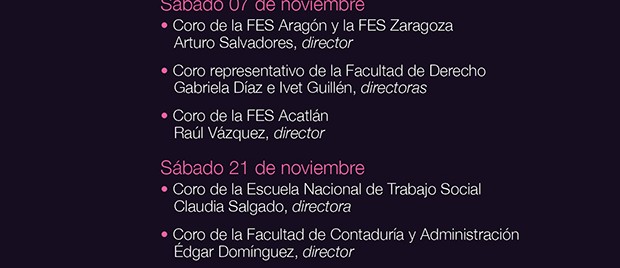 Sábado 07 de noviembre
• Coro de la FES Aragón y la FES Zaragoza
Arturo Salvadores, director
• Coro representativo de la Facultad de Derecho
Gabriela Díaz e Ivet Guillén, directoras
• Coro de la FES Acatlán
Raúl Vázquez, director
Sábado 21 de noviembre
• Coro de la Escuela Nacional de Trabajo Social
Claudia Salgado, directora
• Coro de la Facultad de Contaduría y Administración
Édgar Domínguez, director